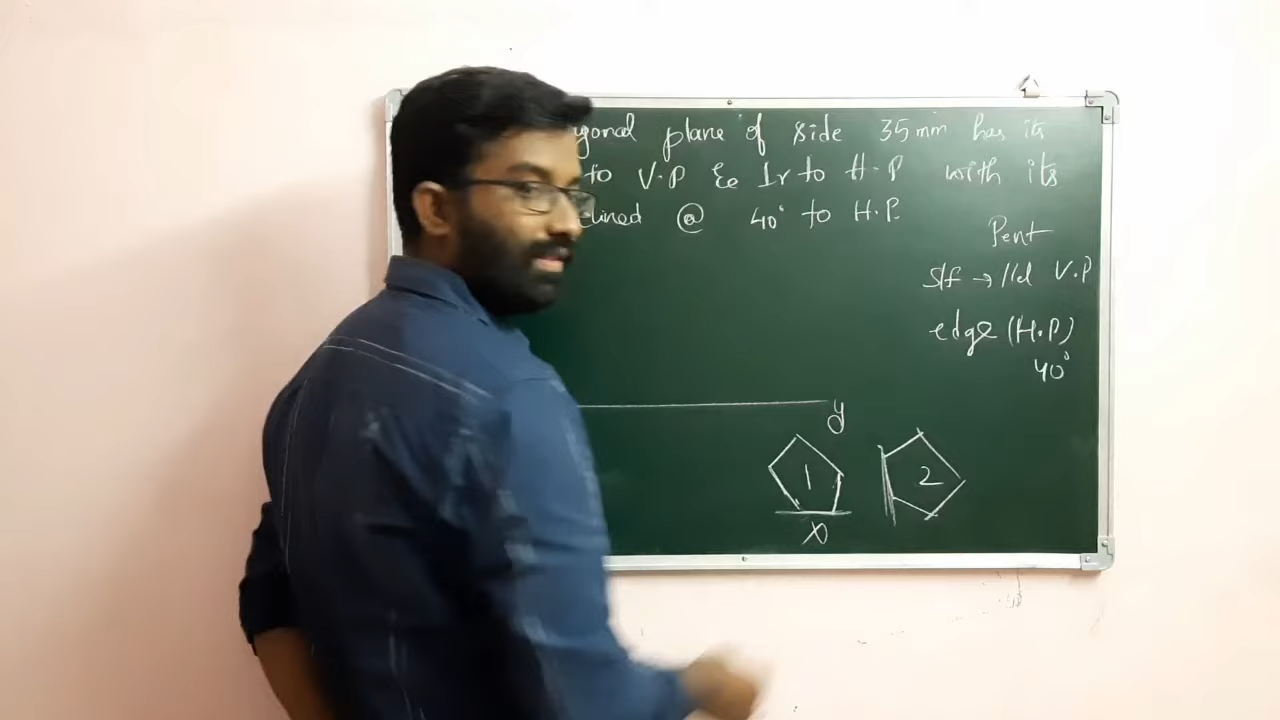 gonal plane of side 35mm has its
to V.P & ⊥r to H.P with its
lined @ 40° to H.P.
Pent
S/f → //el V.P
edge (H.P)
40°
y
1
2
x